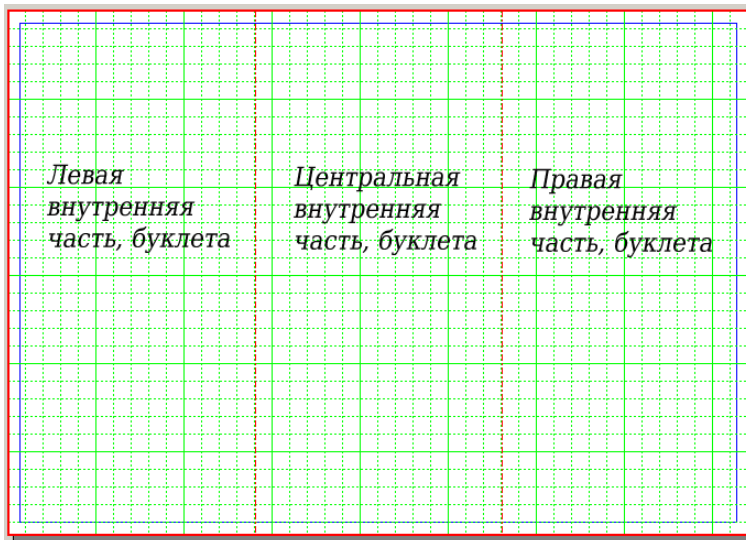 Левая
внутренняя
часть, буклета
Центральная
внутренняя
часть, буклета
Правая
внутренняя
часть, буклета